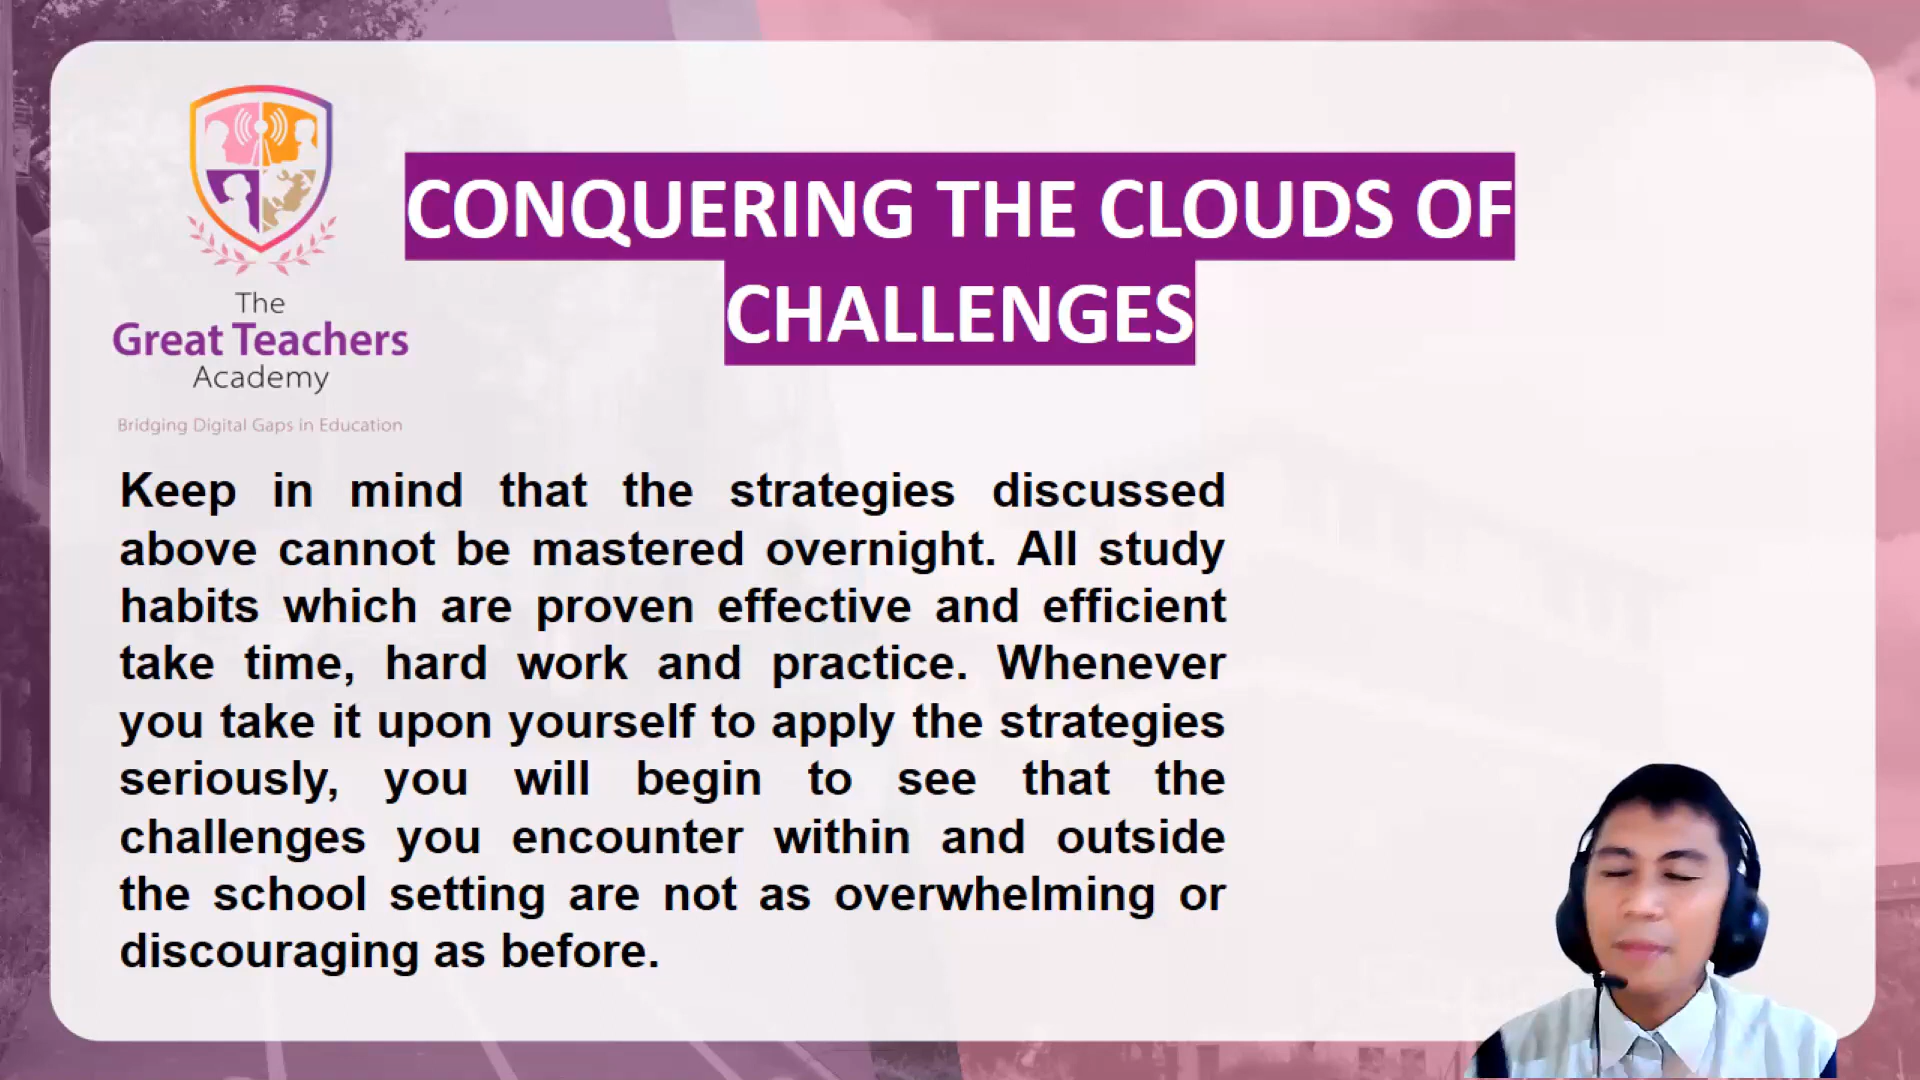 CONQUERING THE CLOUDS OF
CHALLENGES
The
Great Teachers
Academy
Bridging Digital Gaps in Education
Keep in mind that the strategies discussed
above cannot be mastered overnight. All study
habits which are proven effective and efficient
take time, hard work and practice. Whenever
you take it upon yourself to apply the strategies
seriously, you will begin to see that the
challenges you encounter within and outside
the school setting are not as overwhelming or
discouraging as before.